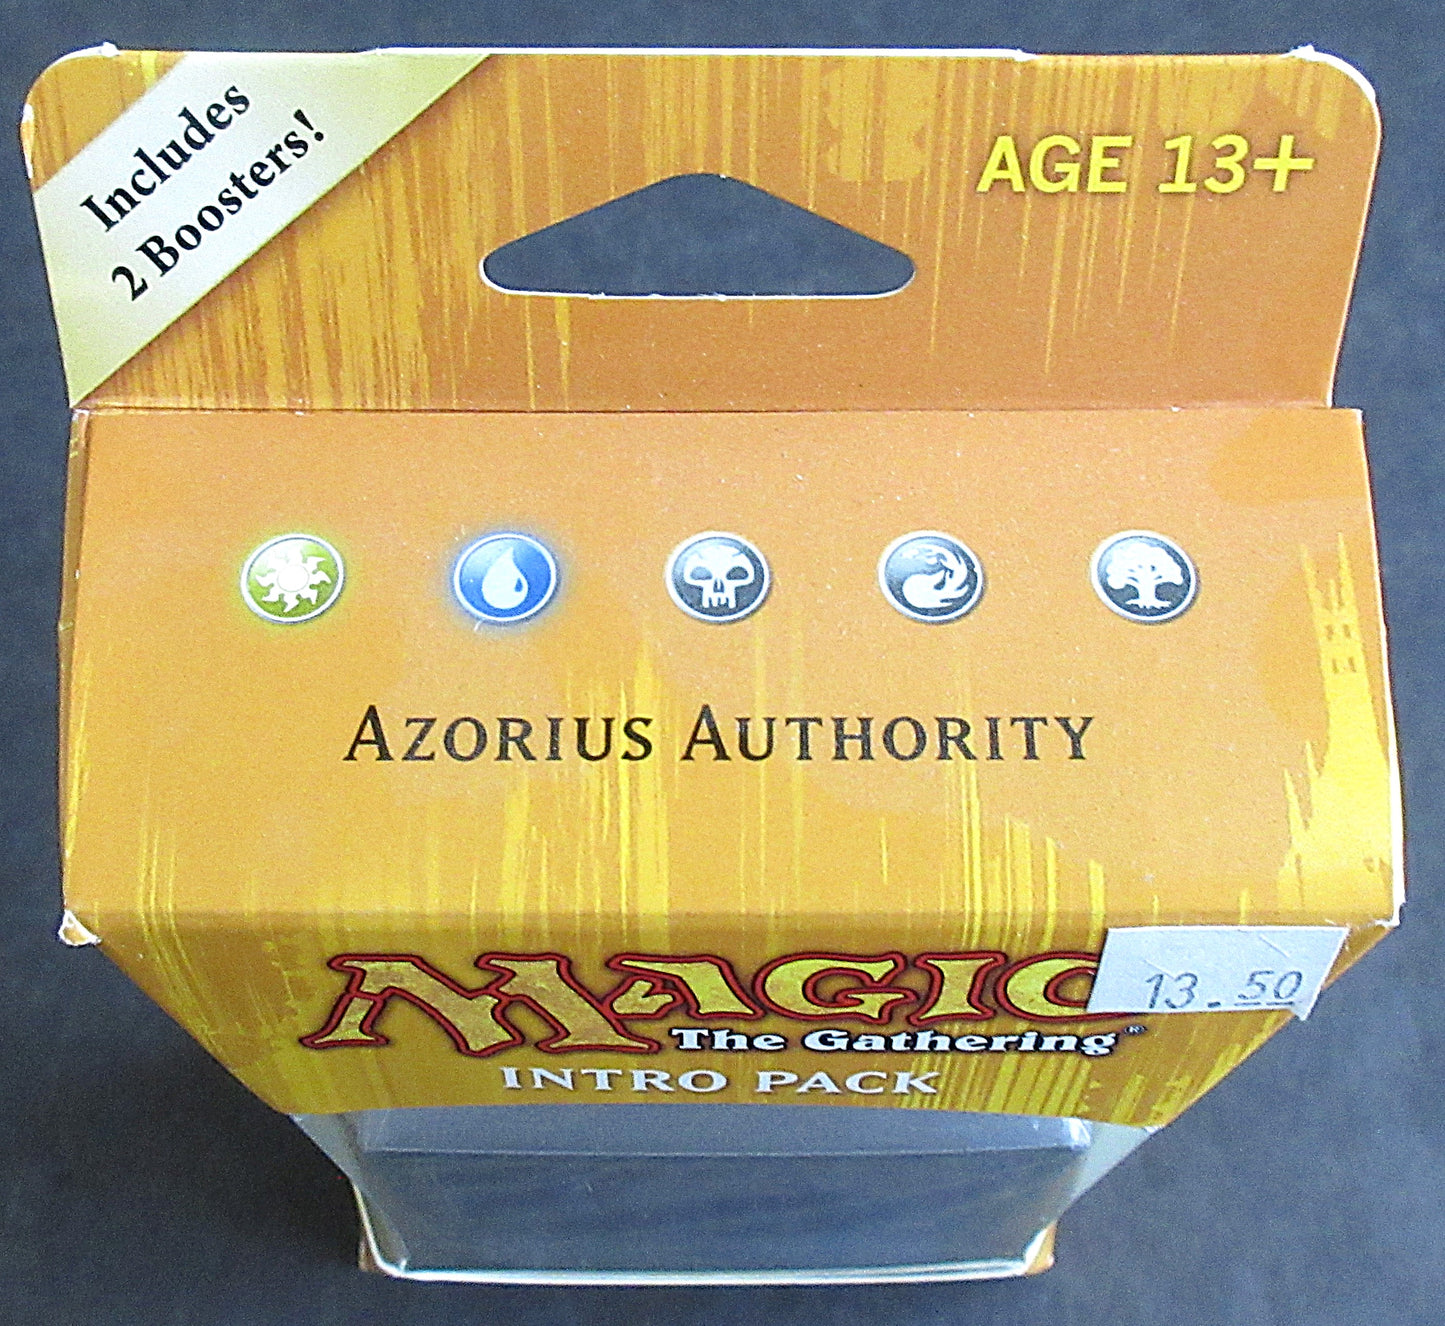 Includes
2 Boosters!
AGE 13+
AZORIUS AUTHORITY
MAGIC
The Gathering®
INTRO PACK
13.50